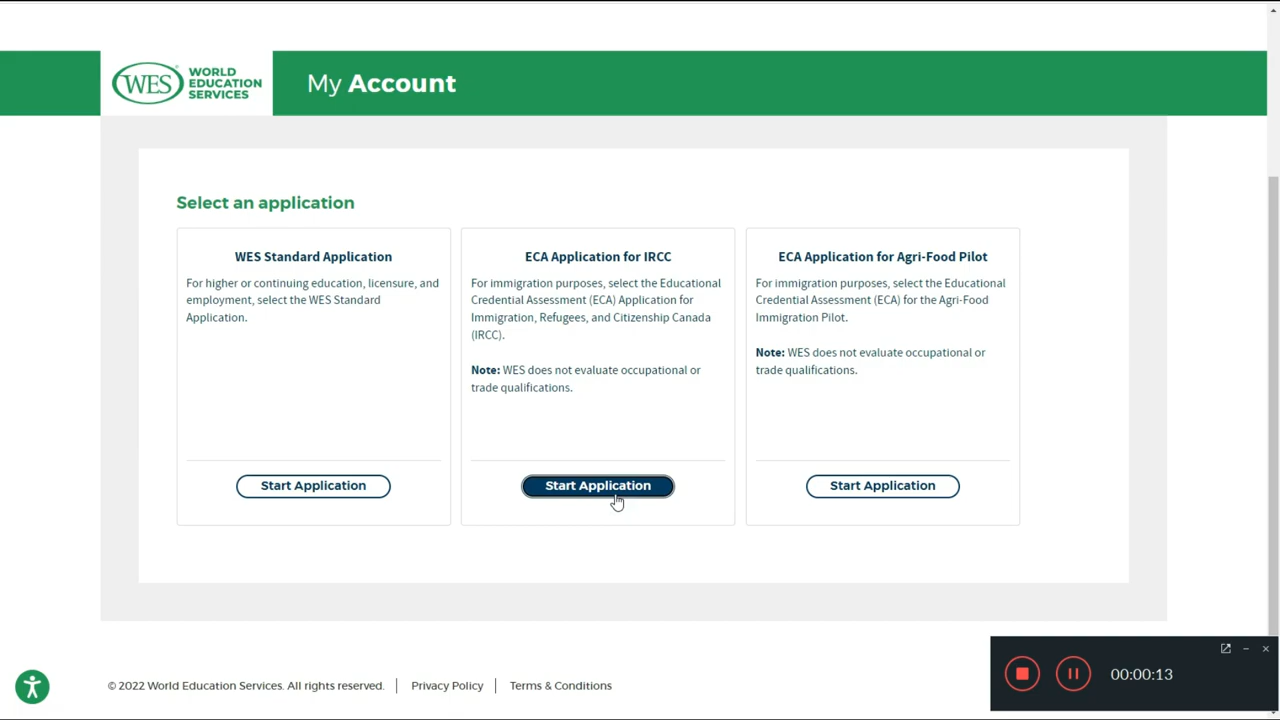 WES WORLD
EDUCATION
SERVICES
My Account
Select an application
WES Standard Application
For higher or continuing education, licensure, and
employment, select the WES Standard
Application.
Start Application
ECA Application for IRCC
For immigration purposes, select the Educational
Credential Assessment (ECA) Application for
Immigration, Refugees, and Citizenship Canada
(IRCC).
Note: WES does not evaluate occupational or
trade qualifications.
Start Application
ECA Application for Agri-Food Pilot
For immigration purposes, select the Educational
Credential Assessment (ECA) for the Agri-Food
Immigration Pilot.
Note: WES does not evaluate occupational or
trade qualifications.
Start Application
© 2022 World Education Services. All rights reserved. | Privacy Policy | Terms & Conditions
00:00:13